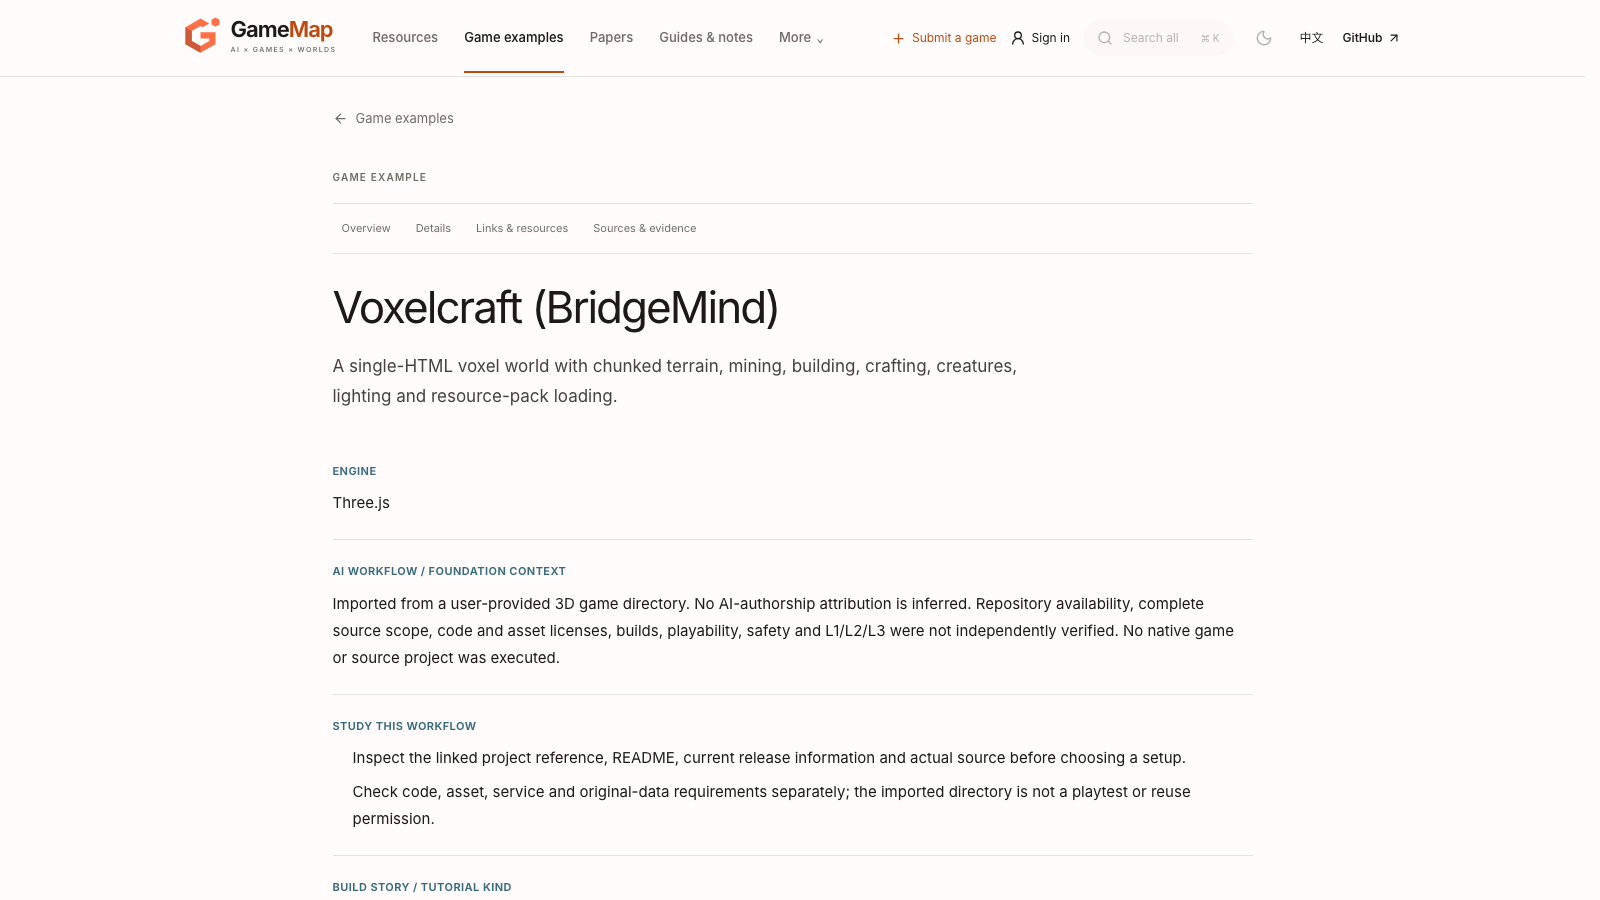 GameMap
AI × GAMES × WORLDS
Resources
Game examples
Papers
Guides & notes
More
Submit a game
Sign in
Search all
⌘ K
中文
GitHub
Game examples
GAME EXAMPLE
Overview
Details
Links & resources
Sources & evidence
Voxelcraft (BridgeMind)
A single-HTML voxel world with chunked terrain, mining, building, crafting, creatures,
lighting and resource-pack loading.
ENGINE
Three.js
AI WORKFLOW / FOUNDATION CONTEXT
Imported from a user-provided 3D game directory. No AI-authorship attribution is inferred. Repository availability, complete
source scope, code and asset licenses, builds, playability, safety and L1/L2/L3 were not independently verified. No native game
or source project was executed.
STUDY THIS WORKFLOW
Inspect the linked project reference, README, current release information and actual source before choosing a setup.
Check code, asset, service and original-data requirements separately; the imported directory is not a playtest or reuse
permission.
BUILD STORY / TUTORIAL KIND